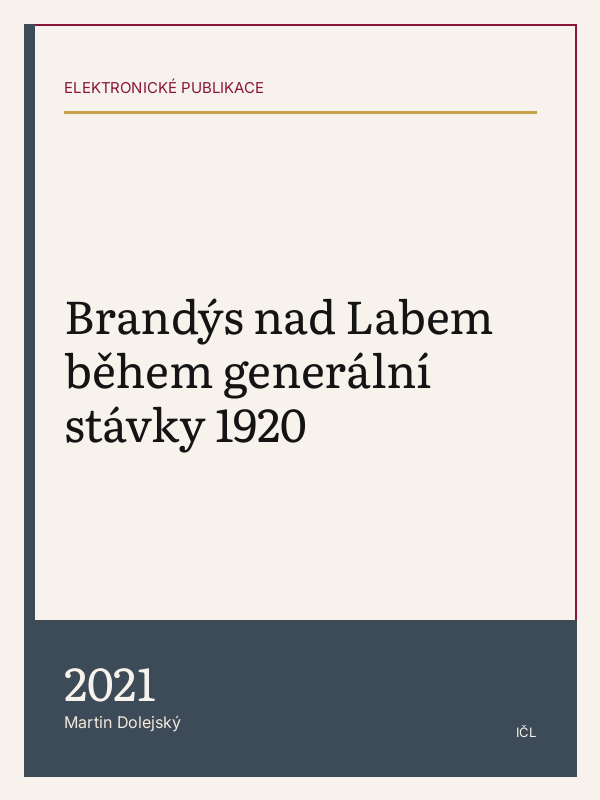 ELEKTRONICKÉ PUBLIKACE
Brandýs nad Labem
během generální
stávky 1920
2021
Martin Dolejský
IČL